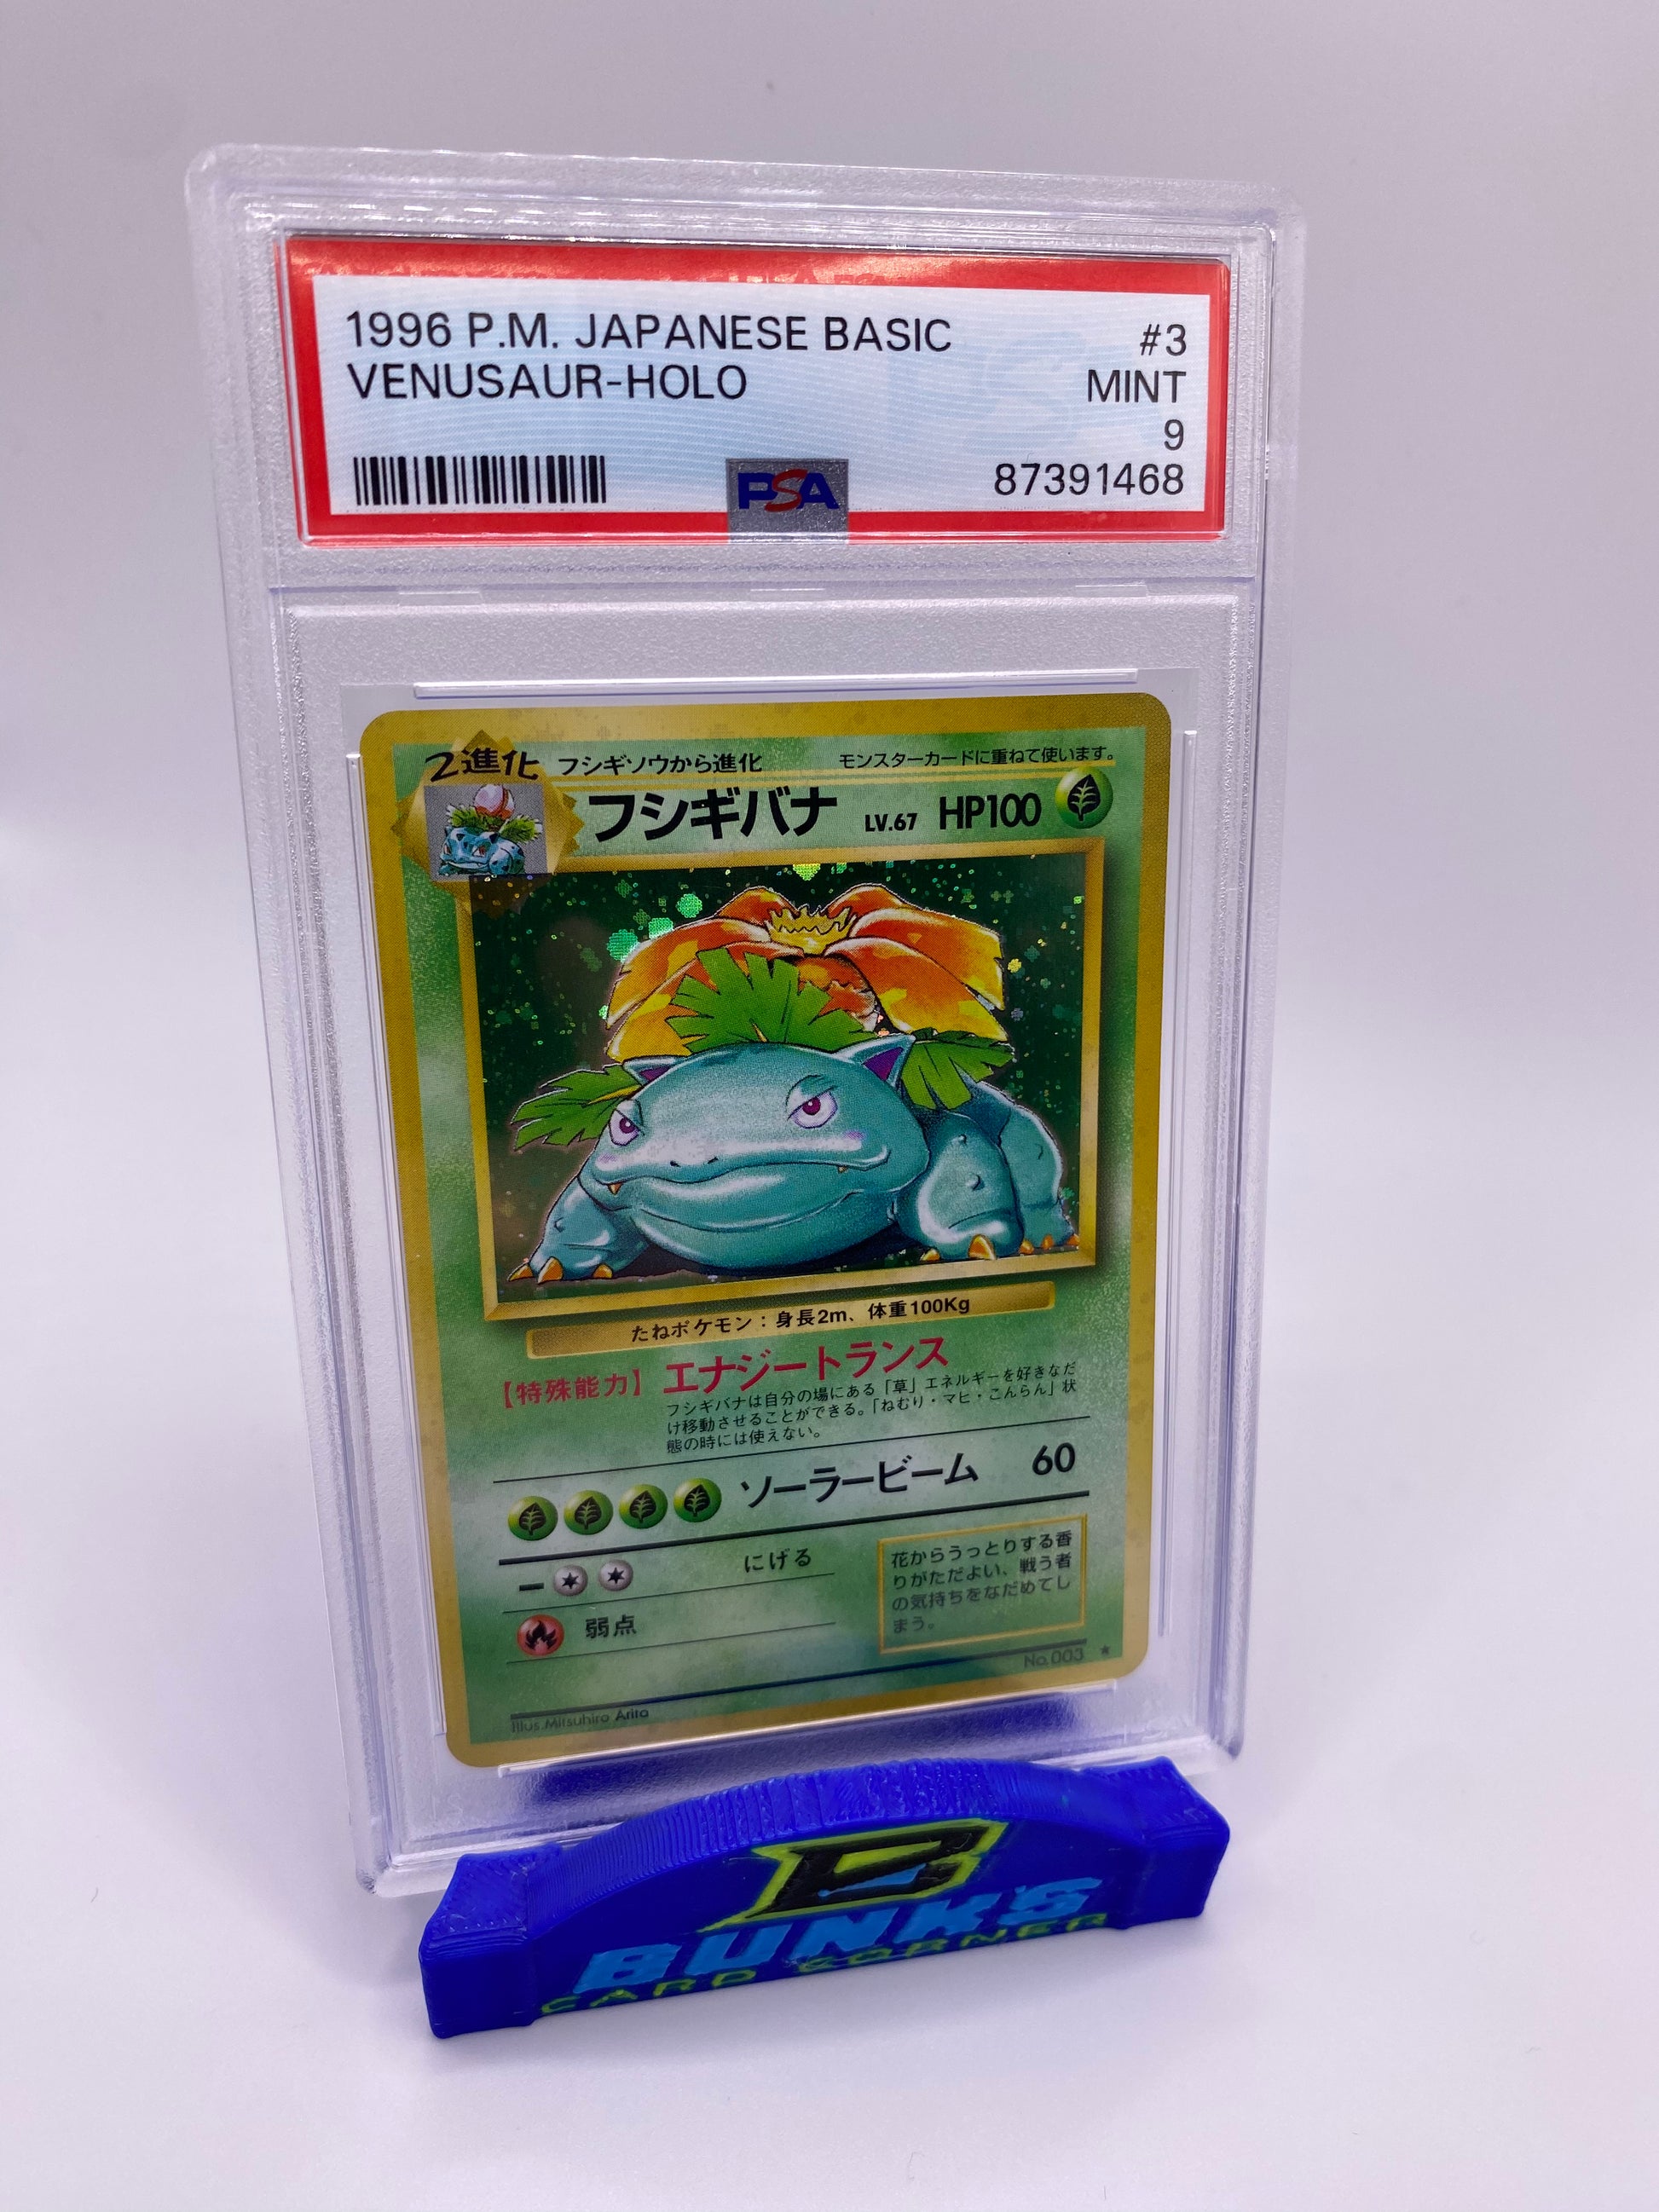 1996 P.M. JAPANESE BASIC
#3
VENUSAUR-HOLO
MINT
9
PSA
87391468
2進化
フシギソウから進化
モンスターカードに重ねて使います。
フシギバナ
LV.67
HP100
たねポケモン：身長2m、体重100Kg
【特殊能力】
エナジートランス
フシギバナは自分の場にある「草」エネルギーを好きなだ
け移動させることができる。「ねむり・マヒ・こんらん」状
態の時には使えない。
ソーラービーム
60
にげる
弱点
花からうっとりする香
りがただよい、戦う者
の気持ちをなだめてし
まう。
No.003
Illus.Mitsuhiro Arita
B
BUNK'S
CARD CORNER